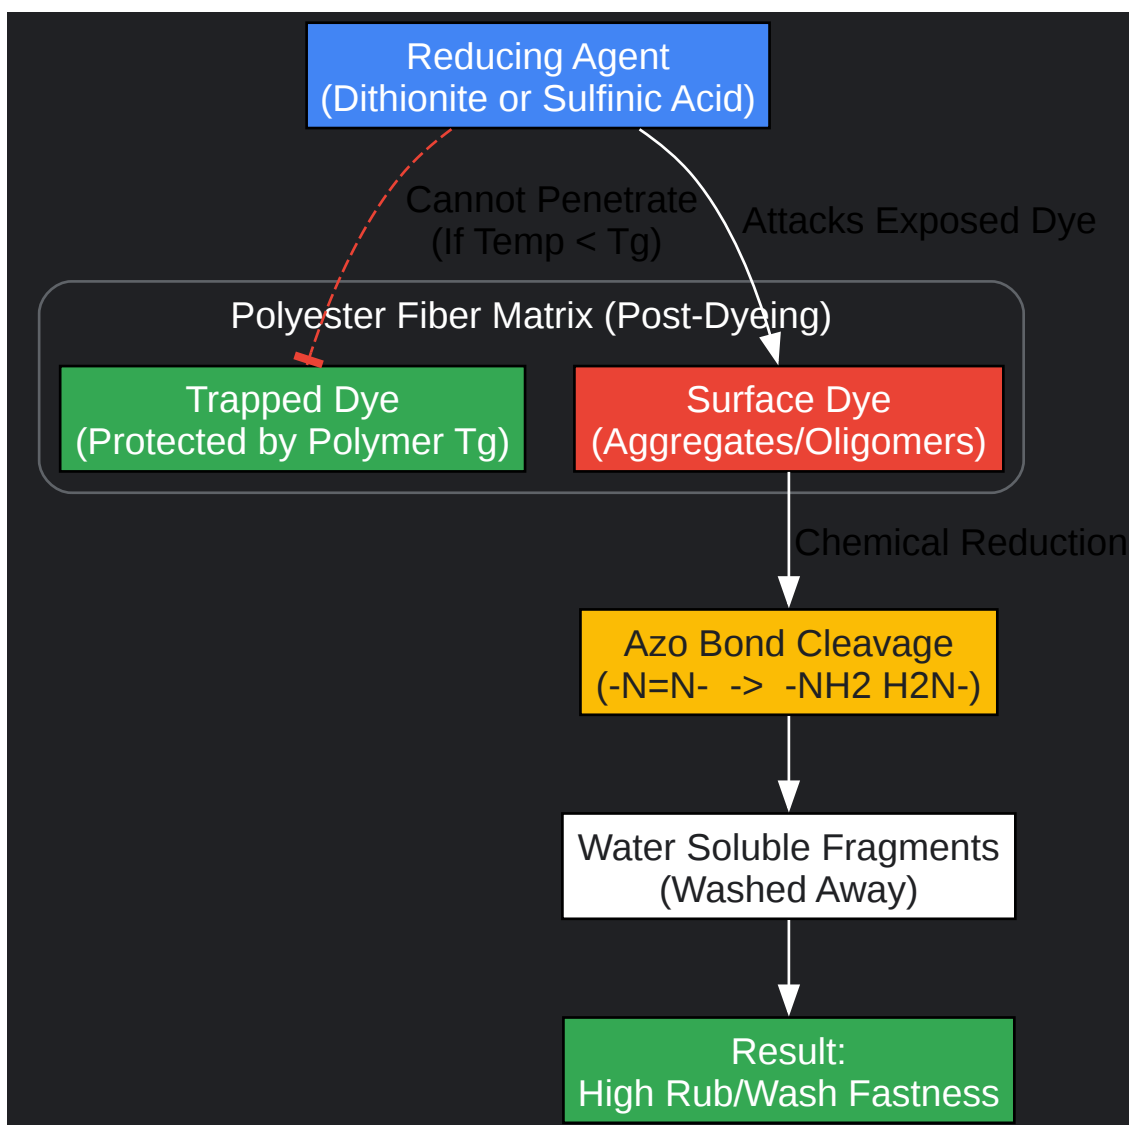 Reducing Agent
(Dithionite or Sulfinic Acid)
Cannot Penetrate
(If Temp < Tg)
Attacks Exposed Dye
Polyester Fiber Matrix (Post-Dyeing)
Trapped Dye
(Protected by Polymer Tg)
Surface Dye
(Aggregates/Oligomers)
Chemical Reduction
Azo Bond Cleavage
(-N=N-  ->  -NH2 H2N-)
Water Soluble Fragments
(Washed Away)
Result:
High Rub/Wash Fastness